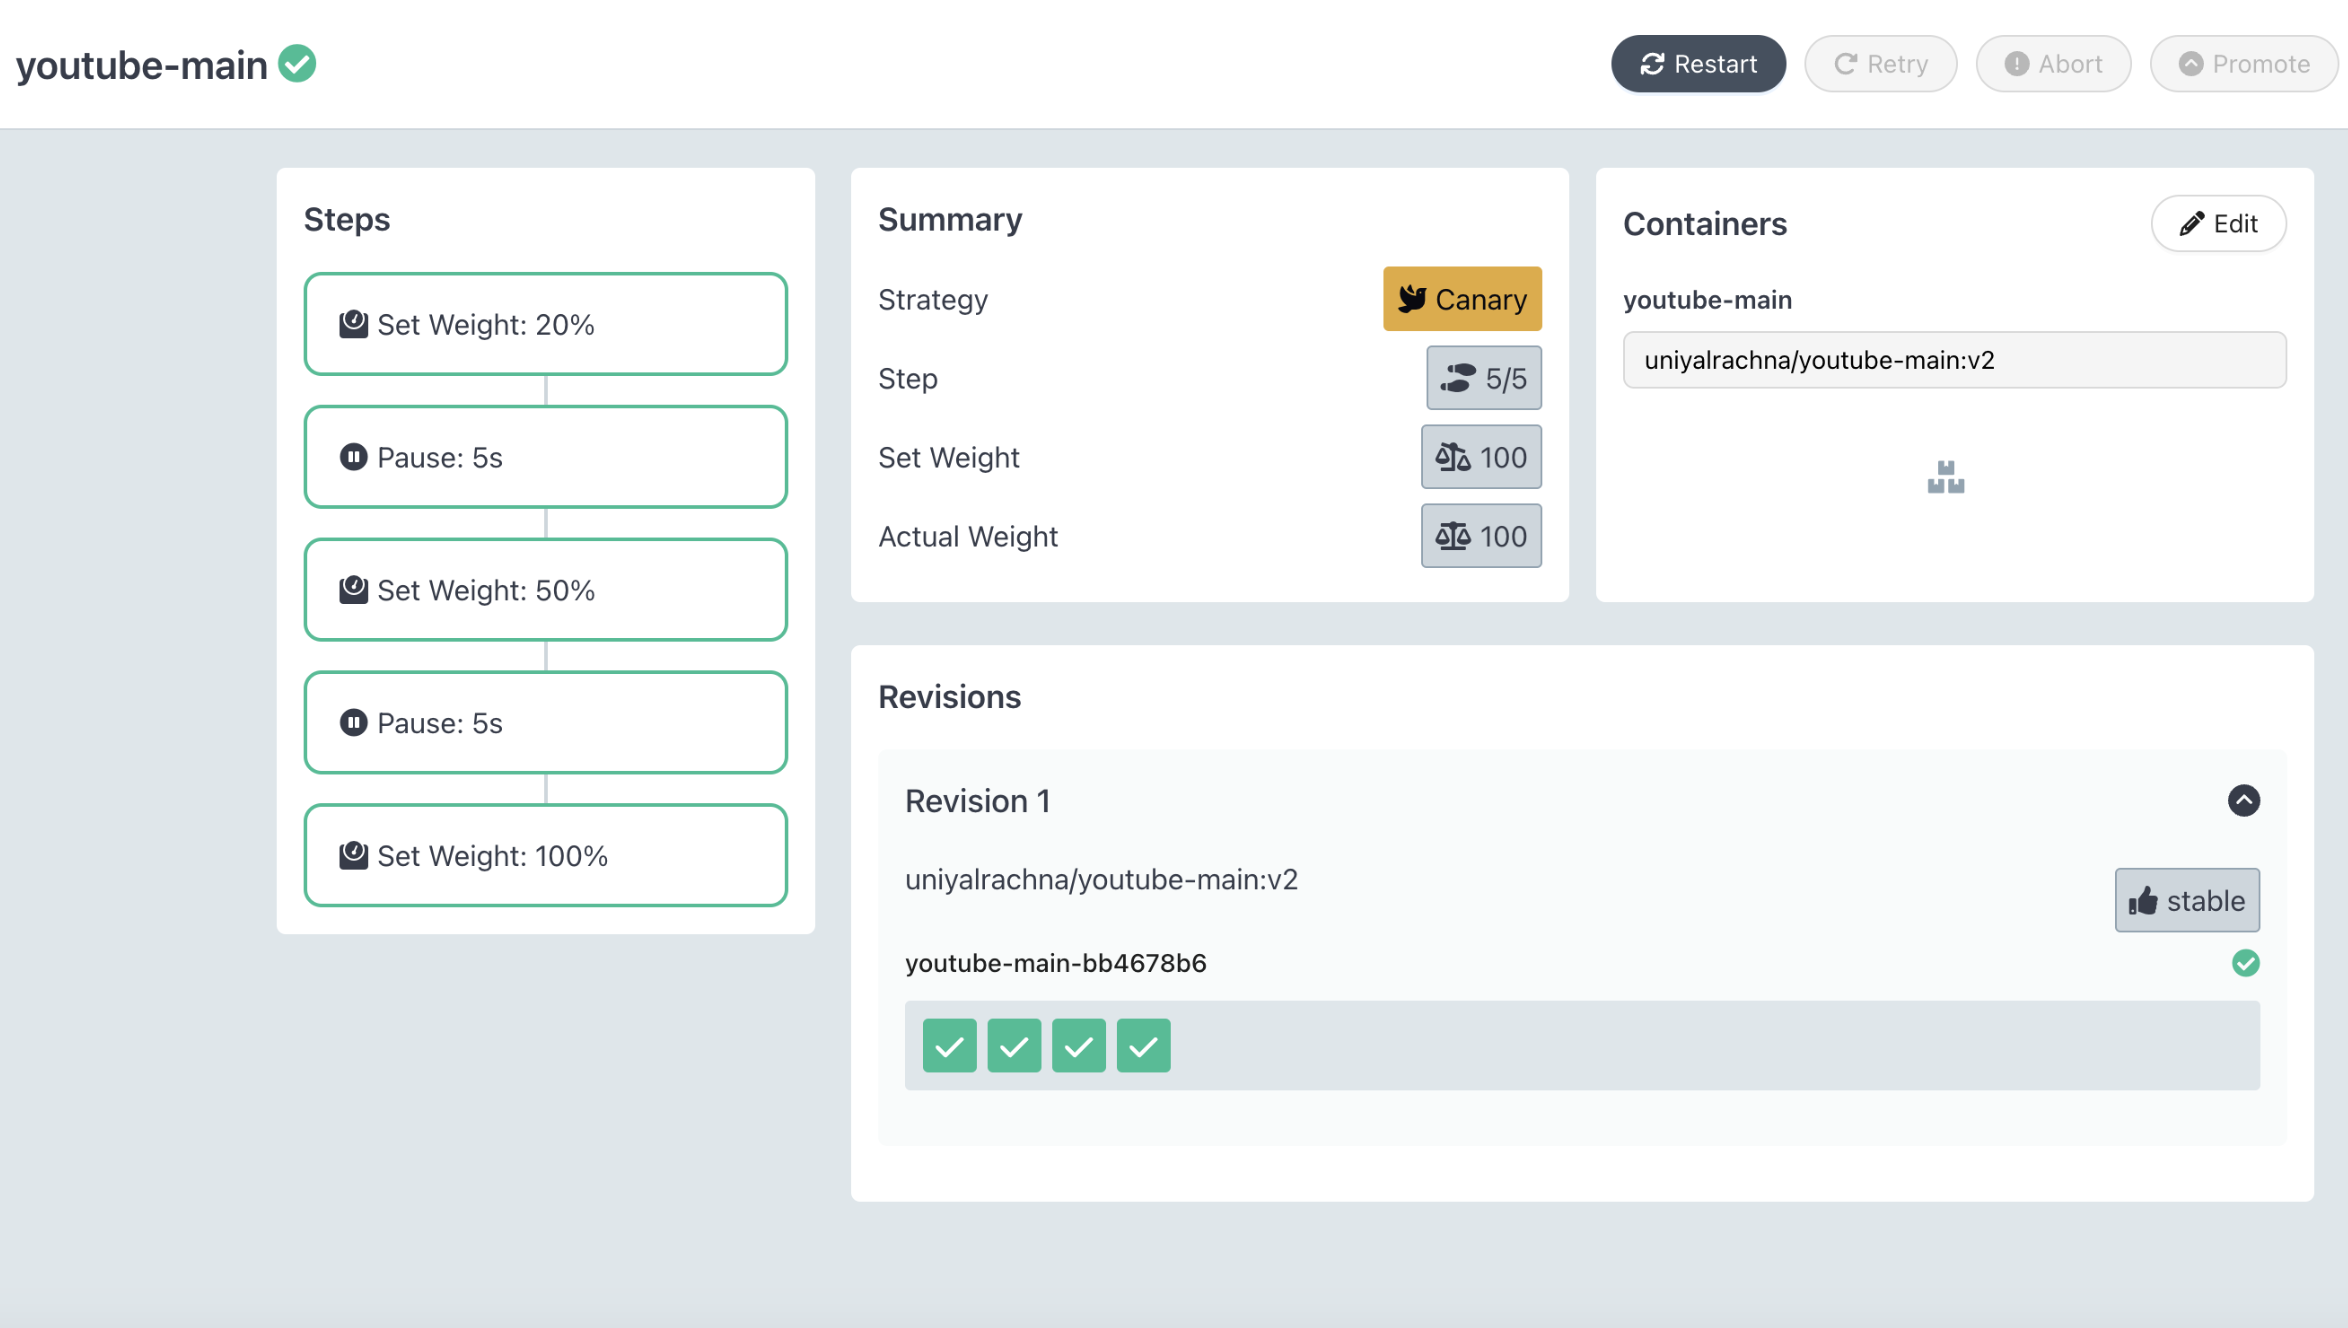 youtube-main
Restart
Retry
Abort
Promote
Steps
Set Weight: 20%
Pause: 5s
Set Weight: 50%
Pause: 5s
Set Weight: 100%
Summary
Strategy
Canary
Step
5/5
Set Weight
100
Actual Weight
100
Containers
Edit
youtube-main
uniyalrachna/youtube-main:v2
Revisions
Revision 1
uniyalrachna/youtube-main:v2
stable
youtube-main-bb4678b6